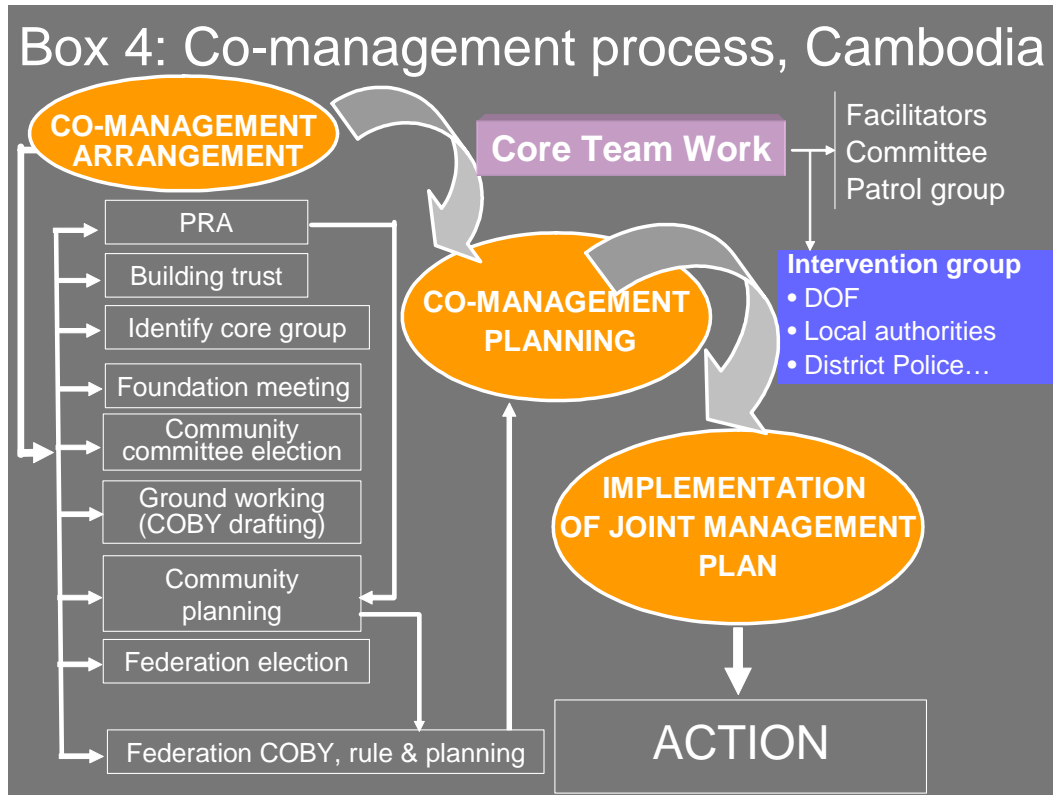 Box 4: Co-management process, Cambodia
CO-MANAGEMENT
ARRANGEMENT
Core Team Work
Facilitators
Committee
Patrol group
PRA
Building trust
Identify core group
Foundation meeting
Community
committee election
Ground working
(COBY drafting)
Community
planning
Federation election
Federation COBY, rule & planning
CO-MANAGEMENT
PLANNING
Intervention group
• DOF
• Local authorities
• District Police…
IMPLEMENTATION
OF JOINT MANAGEMENT
PLAN
ACTION